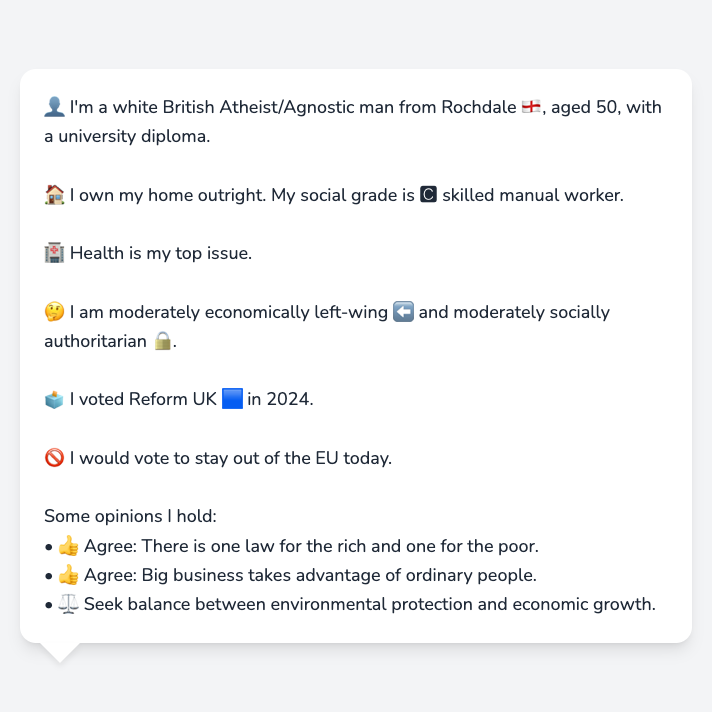 👤 I'm a white British Atheist/Agnostic man from Rochdale 🏴󠁧󠁢󠁥󠁮󠁧󠁿, aged 50, with
a university diploma.
🏠 I own my home outright. My social grade is 🅲 skilled manual worker.
🏥 Health is my top issue.
🤔 I am moderately economically left-wing ⬅️ and moderately socially
authoritarian 🔒.
🗳️ I voted Reform UK 🟦 in 2024.
🚫 I would vote to stay out of the EU today.
Some opinions I hold:
• 👍 Agree: There is one law for the rich and one for the poor.
• 👍 Agree: Big business takes advantage of ordinary people.
• ⚖️ Seek balance between environmental protection and economic growth.